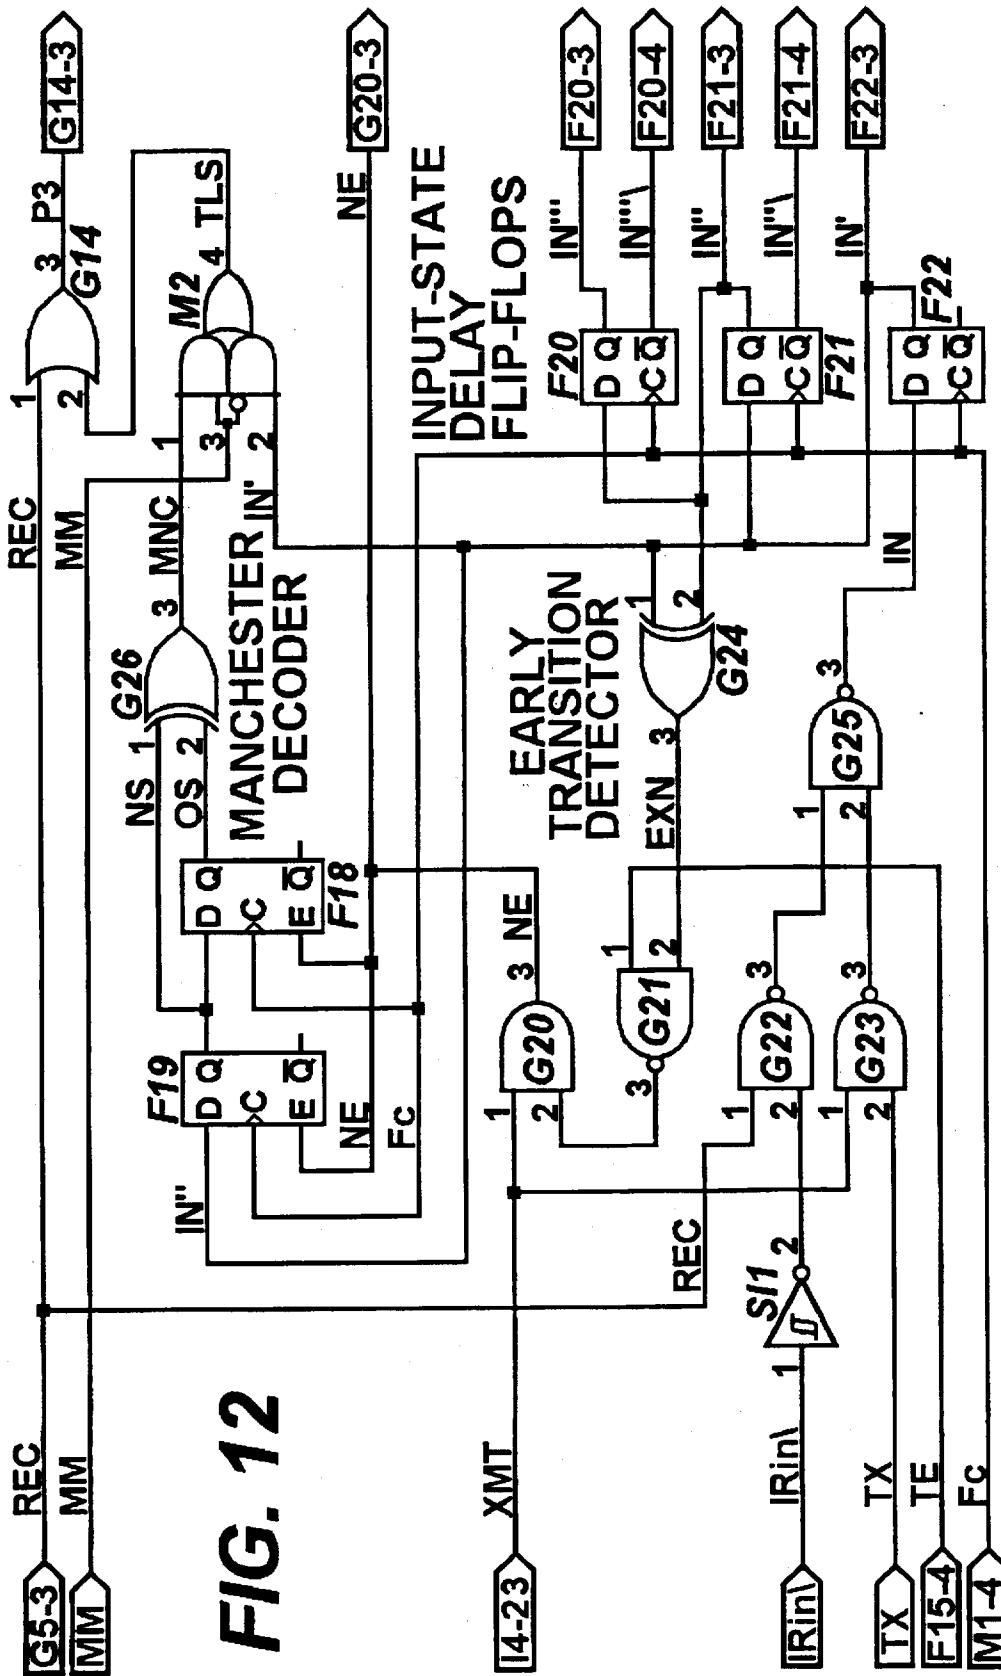 FIG. 12
G5-3
REC
REC
1
2
G14
3
P3
G14-3
MM
MM
MM
NS
1
OS
2
G26
3
MNC
1
3
2
IN'
M2
4
TLS
MANCHESTER
DECODER
IN"
F19
D Q
C
E Q
F18
D Q
C
E Q
NE
Fc
NE
G20-3
INPUT-STATE
DELAY
FLIP-FLOPS
I4-23
XMT
1
2
G20
3
NE
3
G21
1
2
EXN
3
EARLY
TRANSITION
DETECTOR
1
2
G24
F20
D Q
C Q
IN'''
F20-3
IN'''\
F20-4
F21
D Q
C Q
IN"
F21-3
IN"\
F21-4
IN'
F22-3
F22
D Q
C Q
REC
IRin\
IRin\
1
SI1
2
1
2
G22
3
1
2
G23
3
1
2
G25
3
IN
TX
TX
F15-4
TE
M1-4
Fc